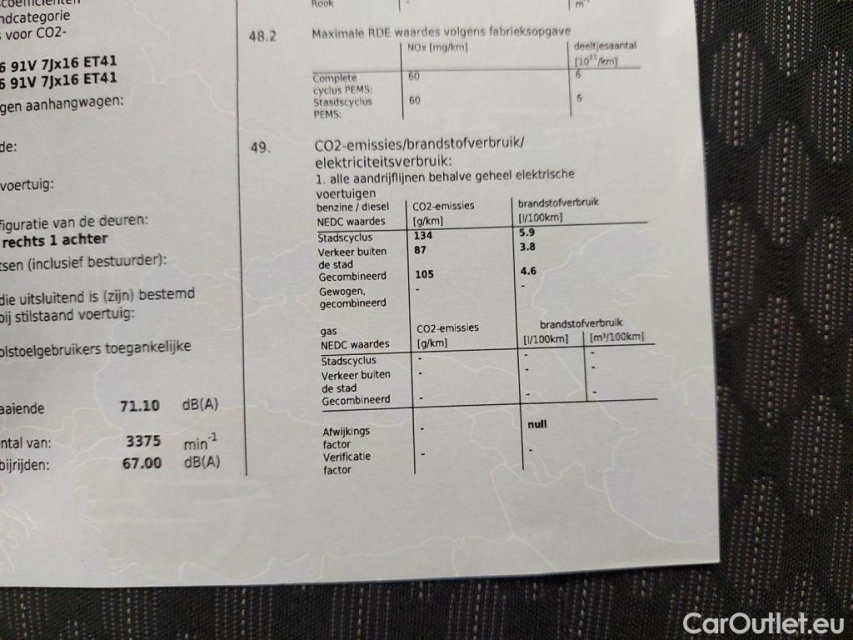 coëfficiënten
ndcategorie
voor CO2-
6 91V 7Jx16 ET41
6 91V 7Jx16 ET41
gen aanhangwagen:
de:
voertuig:
figuratie van de deuren:
rechts 1 achter
tsen (inclusief bestuurder):
die uitsluitend is (zijn) bestemd
bij stilstaand voertuig:
olstoelgebruikers toegankelijke
aaiende 71.10 dB(A)
ntal van: 3375 min-1
bijrijden: 67.00 dB(A)
Rook - m-
48.2 Maximale RDE waardes volgens fabrieksopgave
NOx [mg/km] deeltjesaantal
[10¹¹/km]
Complete 60 6
cyclus PEMS:
Stasdscyclus 60 6
PEMS:
49. CO2-emissies/brandstofverbruik/
elektriciteitsverbruik:
1. alle aandrijflijnen behalve geheel elektrische
voertuigen
benzine / diesel CO2-emissies brandstofverbruik
NEDC waardes [g/km] [l/100km]
Stadscyclus 134 5.9
Verkeer buiten 87 3.8
de stad
Gecombineerd 105 4.6
Gewogen, - -
gecombineerd
gas CO2-emissies brandstofverbruik
NEDC waardes [g/km] [l/100km] [m³/100km]
Stadscyclus - - -
Verkeer buiten - - -
de stad
Gecombineerd - - -
Afwijkings - null
factor
Verificatie - -
factor
CarOutlet.eu